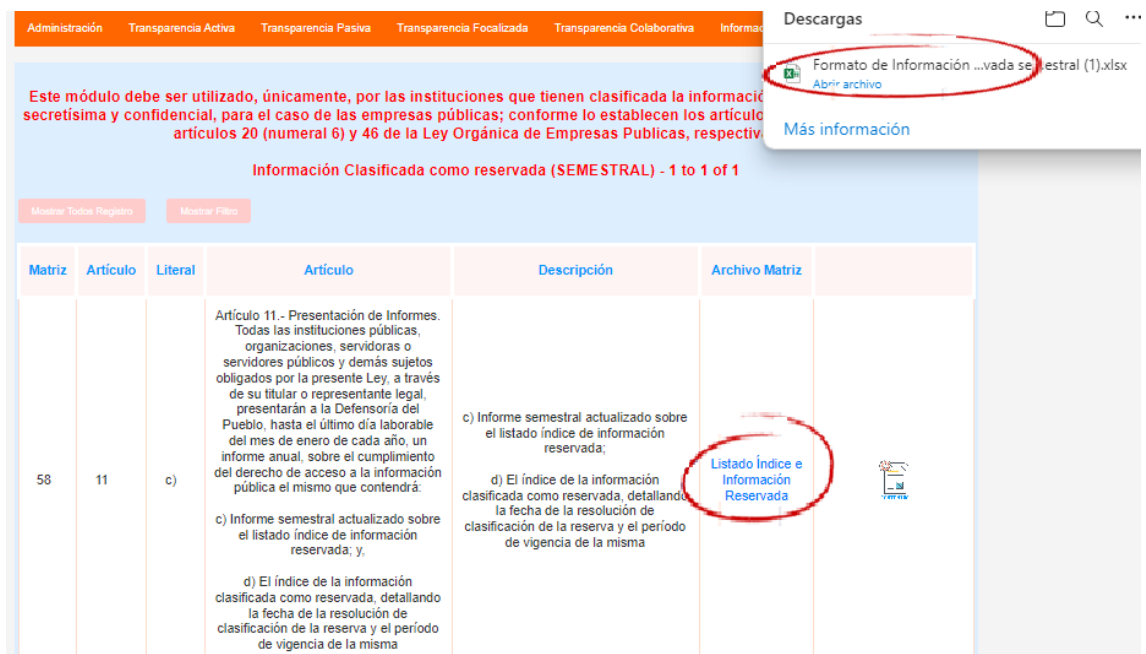 Administración Transparencia Activa Transparencia Pasiva Transparencia Focalizada Transparencia Colaborativa Informac
Descargas
Formato de Información ...vada se estral (1).xlsx
Abrir archivo
Más información
Este módulo debe ser utilizado, únicamente, por las instituciones que tienen clasificada la informació
secretísima y confidencial, para el caso de las empresas públicas; conforme lo establecen los artículo
artículos 20 (numeral 6) y 46 de la Ley Orgánica de Empresas Publicas, respectiv
Información Clasificada como reservada (SEMESTRAL) - 1 to 1 of 1
Mostrar Todos Registro Mostrar Filtro
Matriz Artículo Literal Artículo Descripción Archivo Matriz
58 11 c)
Artículo 11.- Presentación de Informes.
Todas las instituciones públicas,
organizaciones, servidoras o
servidores públicos y demás sujetos
obligados por la presente Ley, a través
de su titular o representante legal,
presentarán a la Defensoría del
Pueblo, hasta el último día laborable
del mes de enero de cada año, un
informe anual, sobre el cumplimiento
del derecho de acceso a la información
pública el mismo que contendrá:
c) Informe semestral actualizado sobre
el listado índice de información
reservada; y,
d) El índice de la información
clasificada como reservada, detallando
la fecha de la resolución de
clasificación de la reserva y el período
de vigencia de la misma
c) Informe semestral actualizado sobre
el listado índice de información
reservada;
d) El índice de la información
clasificada como reservada, detallando
la fecha de la resolución de
clasificación de la reserva y el período
de vigencia de la misma
Listado Índice e
Información
Reservada